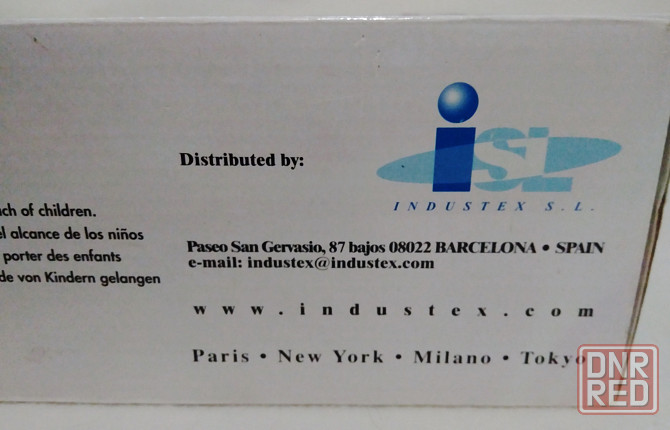 Distributed by:
iSL
INDUSTEX S.L.
ch of children.
el alcance de los niños
porter des enfants
de von Kindern gelangen
Paseo San Gervasio, 87 bajos 08022 BARCELONA • SPAIN
e-mail: industex@industex.com
www.industex.com
Paris • New York • Milano • Tokyo
DNR
RED